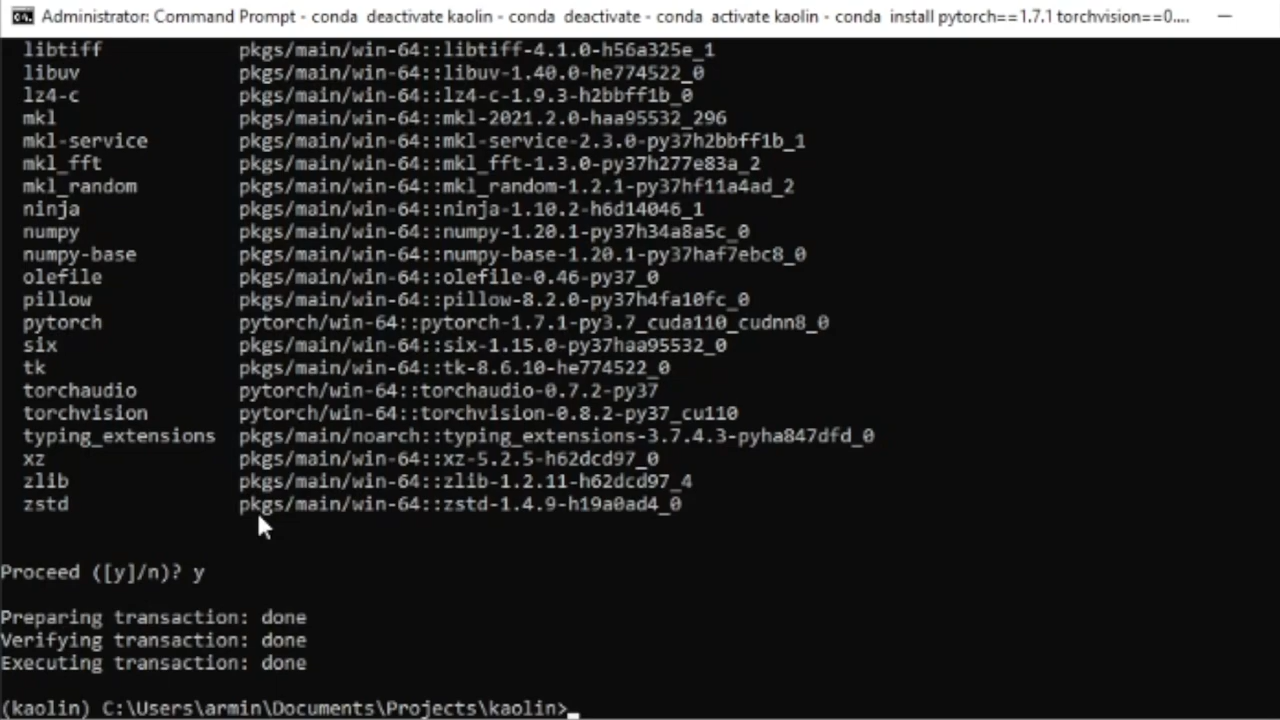 Administrator: Command Prompt - conda deactivate kaolin - conda deactivate - conda activate kaolin - conda install pytorch==1.7.1 torchvision==0....
libtiff pkgs/main/win-64::libtiff-4.1.0-h56a325e_1
libuv pkgs/main/win-64::libuv-1.40.0-he774522_0
lz4-c pkgs/main/win-64::lz4-c-1.9.3-h2bbff1b_0
mkl pkgs/main/win-64::mkl-2021.2.0-haa95532_296
mkl-service pkgs/main/win-64::mkl-service-2.3.0-py37h2bbff1b_1
mkl_fft pkgs/main/win-64::mkl_fft-1.3.0-py37h277e83a_2
mkl_random pkgs/main/win-64::mkl_random-1.2.1-py37hf11a4ad_2
ninja pkgs/main/win-64::ninja-1.10.2-h6d14046_1
numpy pkgs/main/win-64::numpy-1.20.1-py37h34a8a5c_0
numpy-base pkgs/main/win-64::numpy-base-1.20.1-py37haf7ebc8_0
olefile pkgs/main/win-64::olefile-0.46-py37_0
pillow pkgs/main/win-64::pillow-8.2.0-py37h4fa10fc_0
pytorch pytorch/win-64::pytorch-1.7.1-py3.7_cuda110_cudnn8_0
six pkgs/main/win-64::six-1.15.0-py37haa95532_0
tk pkgs/main/win-64::tk-8.6.10-he774522_0
torchaudio pytorch/win-64::torchaudio-0.7.2-py37
torchvision pytorch/win-64::torchvision-0.8.2-py37_cu110
typing_extensions pkgs/main/noarch::typing_extensions-3.7.4.3-pyha847dfd_0
xz pkgs/main/win-64::xz-5.2.5-h62dcd97_0
zlib pkgs/main/win-64::zlib-1.2.11-h62dcd97_4
zstd pkgs/main/win-64::zstd-1.4.9-h19a0ad4_0
Proceed ([y]/n)? y
Preparing transaction: done
Verifying transaction: done
Executing transaction: done
(kaolin) C:\Users\armin\Documents\Projects\kaolin>_